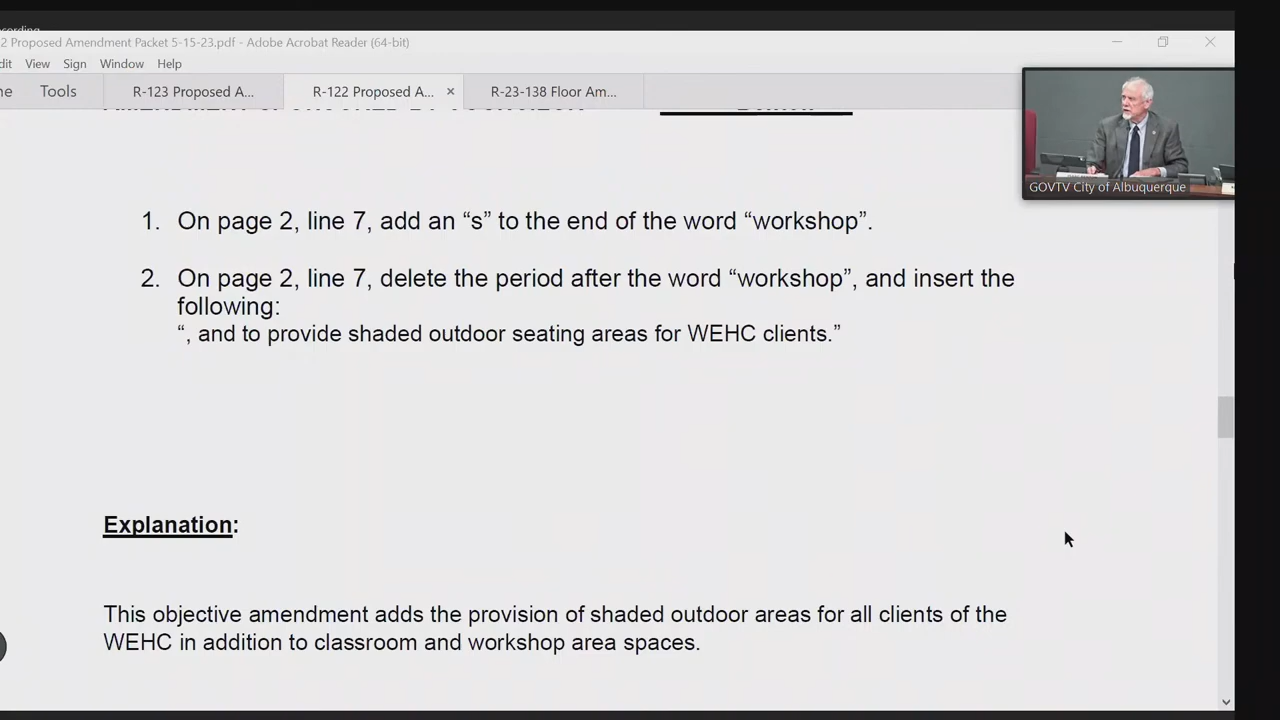 2 Proposed Amendment Packet 5-15-23.pdf - Adobe Acrobat Reader (64-bit)
View Sign Window Help
Tools R-123 Proposed A... R-122 Proposed A... × R-23-138 Floor Am...
GOVTV City of Albuquerque
1. On page 2, line 7, add an “s” to the end of the word “workshop”.
2. On page 2, line 7, delete the period after the word “workshop”, and insert the
following:
“, and to provide shaded outdoor seating areas for WEHC clients.”
Explanation:
This objective amendment adds the provision of shaded outdoor areas for all clients of the
WEHC in addition to classroom and workshop area spaces.